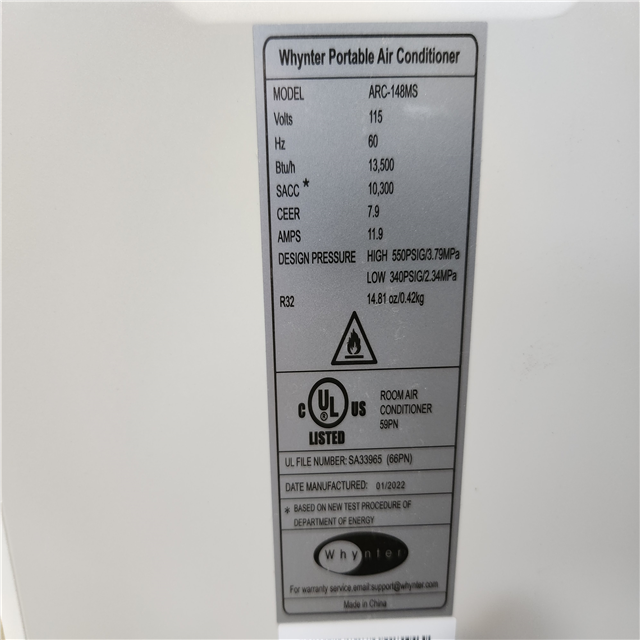 Whynter Portable Air Conditioner
MODEL ARC-148MS
Volts 115
Hz 60
Btu/h 13,500
SACC * 10,300
CEER 7.9
AMPS 11.9
DESIGN PRESSURE HIGH 550PSIG/3.79MPa
LOW 340PSIG/2.34MPa
R32 14.81 oz/0.42kg
C UL ® US
LISTED
ROOM AIR
CONDITIONER
59PN
UL FILE NUMBER: SA33965 (66PN)
DATE MANUFACTURED: 01/2022
* BASED ON NEW TEST PROCEDURE OF
DEPARTMENT OF ENERGY
Whynter
For warranty service,email:support@whynter.com
Made in China